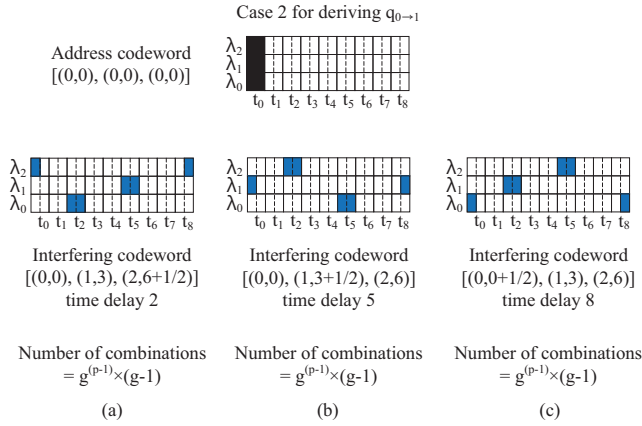 Case 2 for deriving q0→1
Address codeword
[(0,0), (0,0), (0,0)]
λ2
λ1
λ0
t0 t1 t2 t3 t4 t5 t6 t7 t8
λ2
λ1
λ0
t0 t1 t2 t3 t4 t5 t6 t7 t8
Interfering codeword
[(0,0), (1,3), (2,6+1/2)]
time delay 2
Number of combinations
= g(p-1)×(g-1)
(a)
λ2
λ1
λ0
t0 t1 t2 t3 t4 t5 t6 t7 t8
Interfering codeword
[(0,0), (1,3+1/2), (2,6)]
time delay 5
Number of combinations
= g(p-1)×(g-1)
(b)
λ2
λ1
λ0
t0 t1 t2 t3 t4 t5 t6 t7 t8
Interfering codeword
[(0,0+1/2), (1,3), (2,6)]
time delay 8
Number of combinations
= g(p-1)×(g-1)
(c)